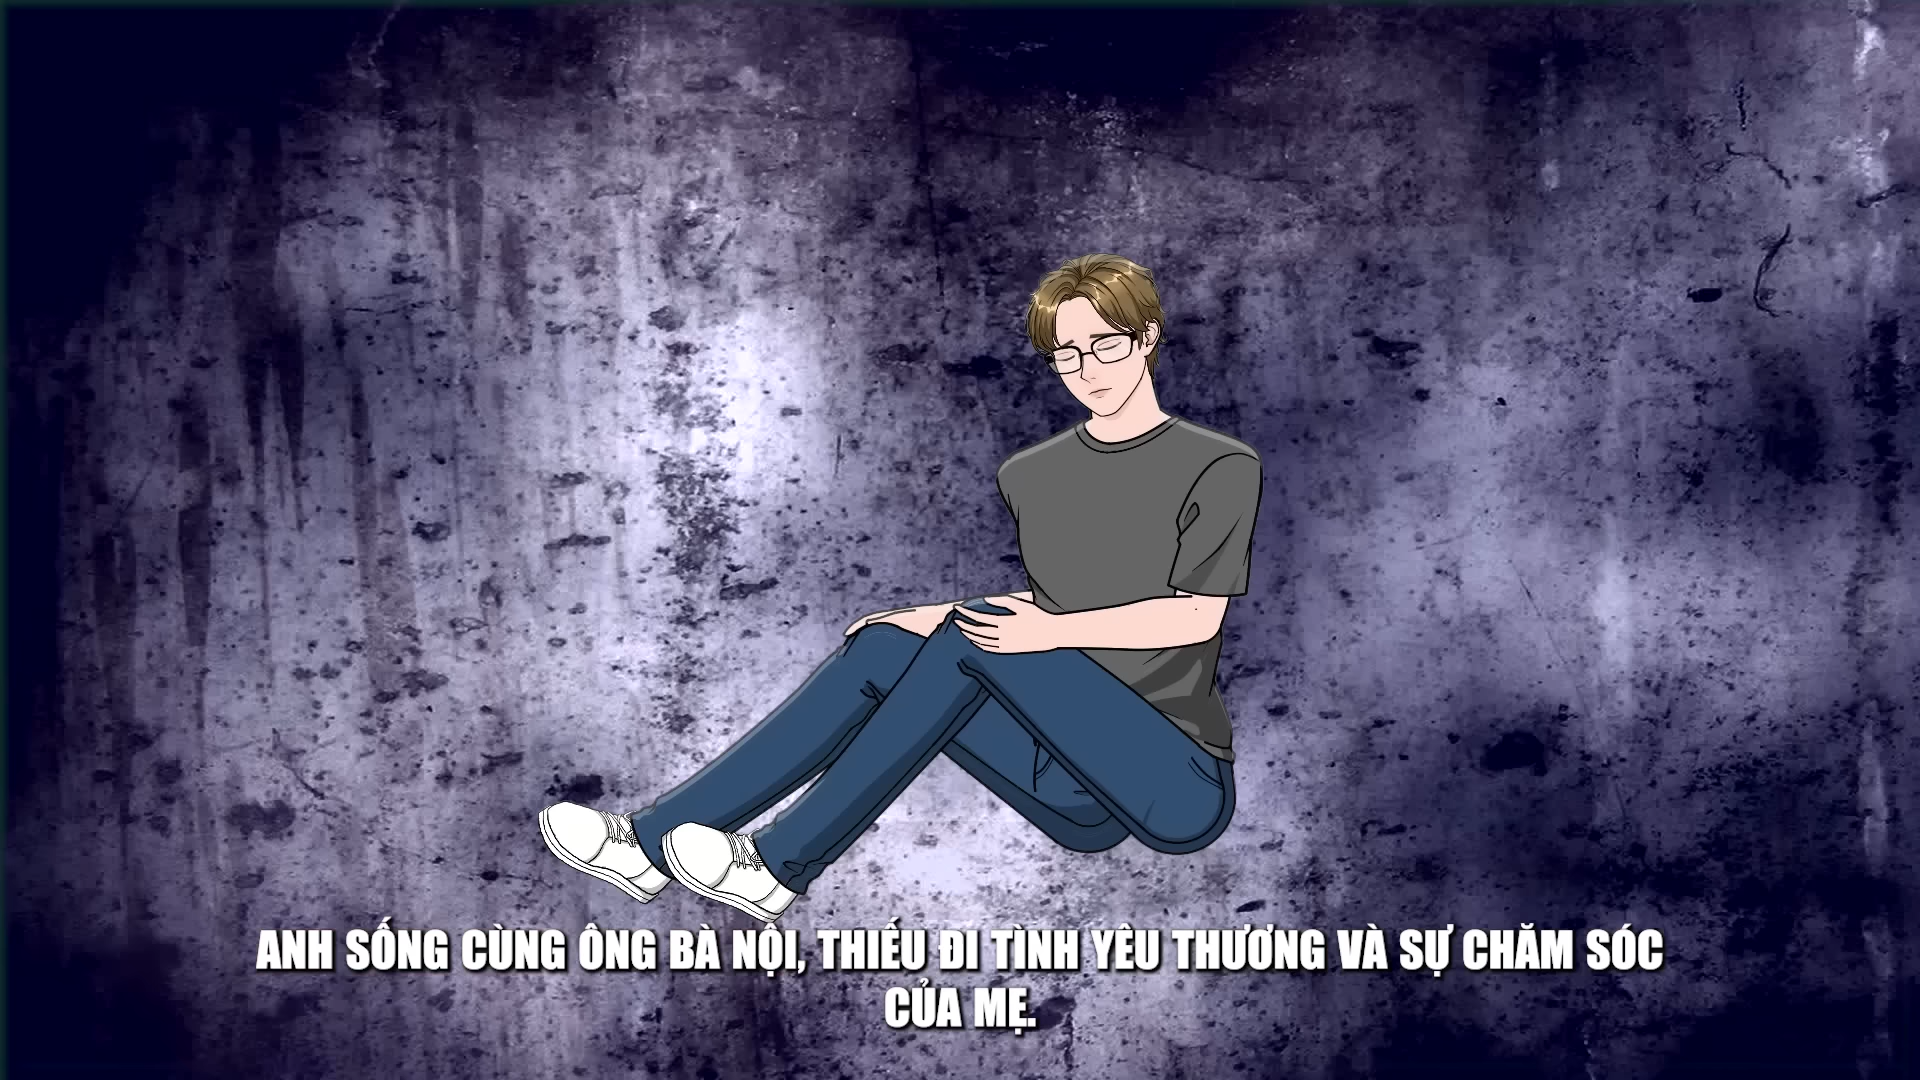 ANH SỐNG CÙNG ÔNG BÀ NỘI, THIẾU ĐI TÌNH YÊU THƯƠNG VÀ SỰ CHĂM SÓC
CỦA MẸ.